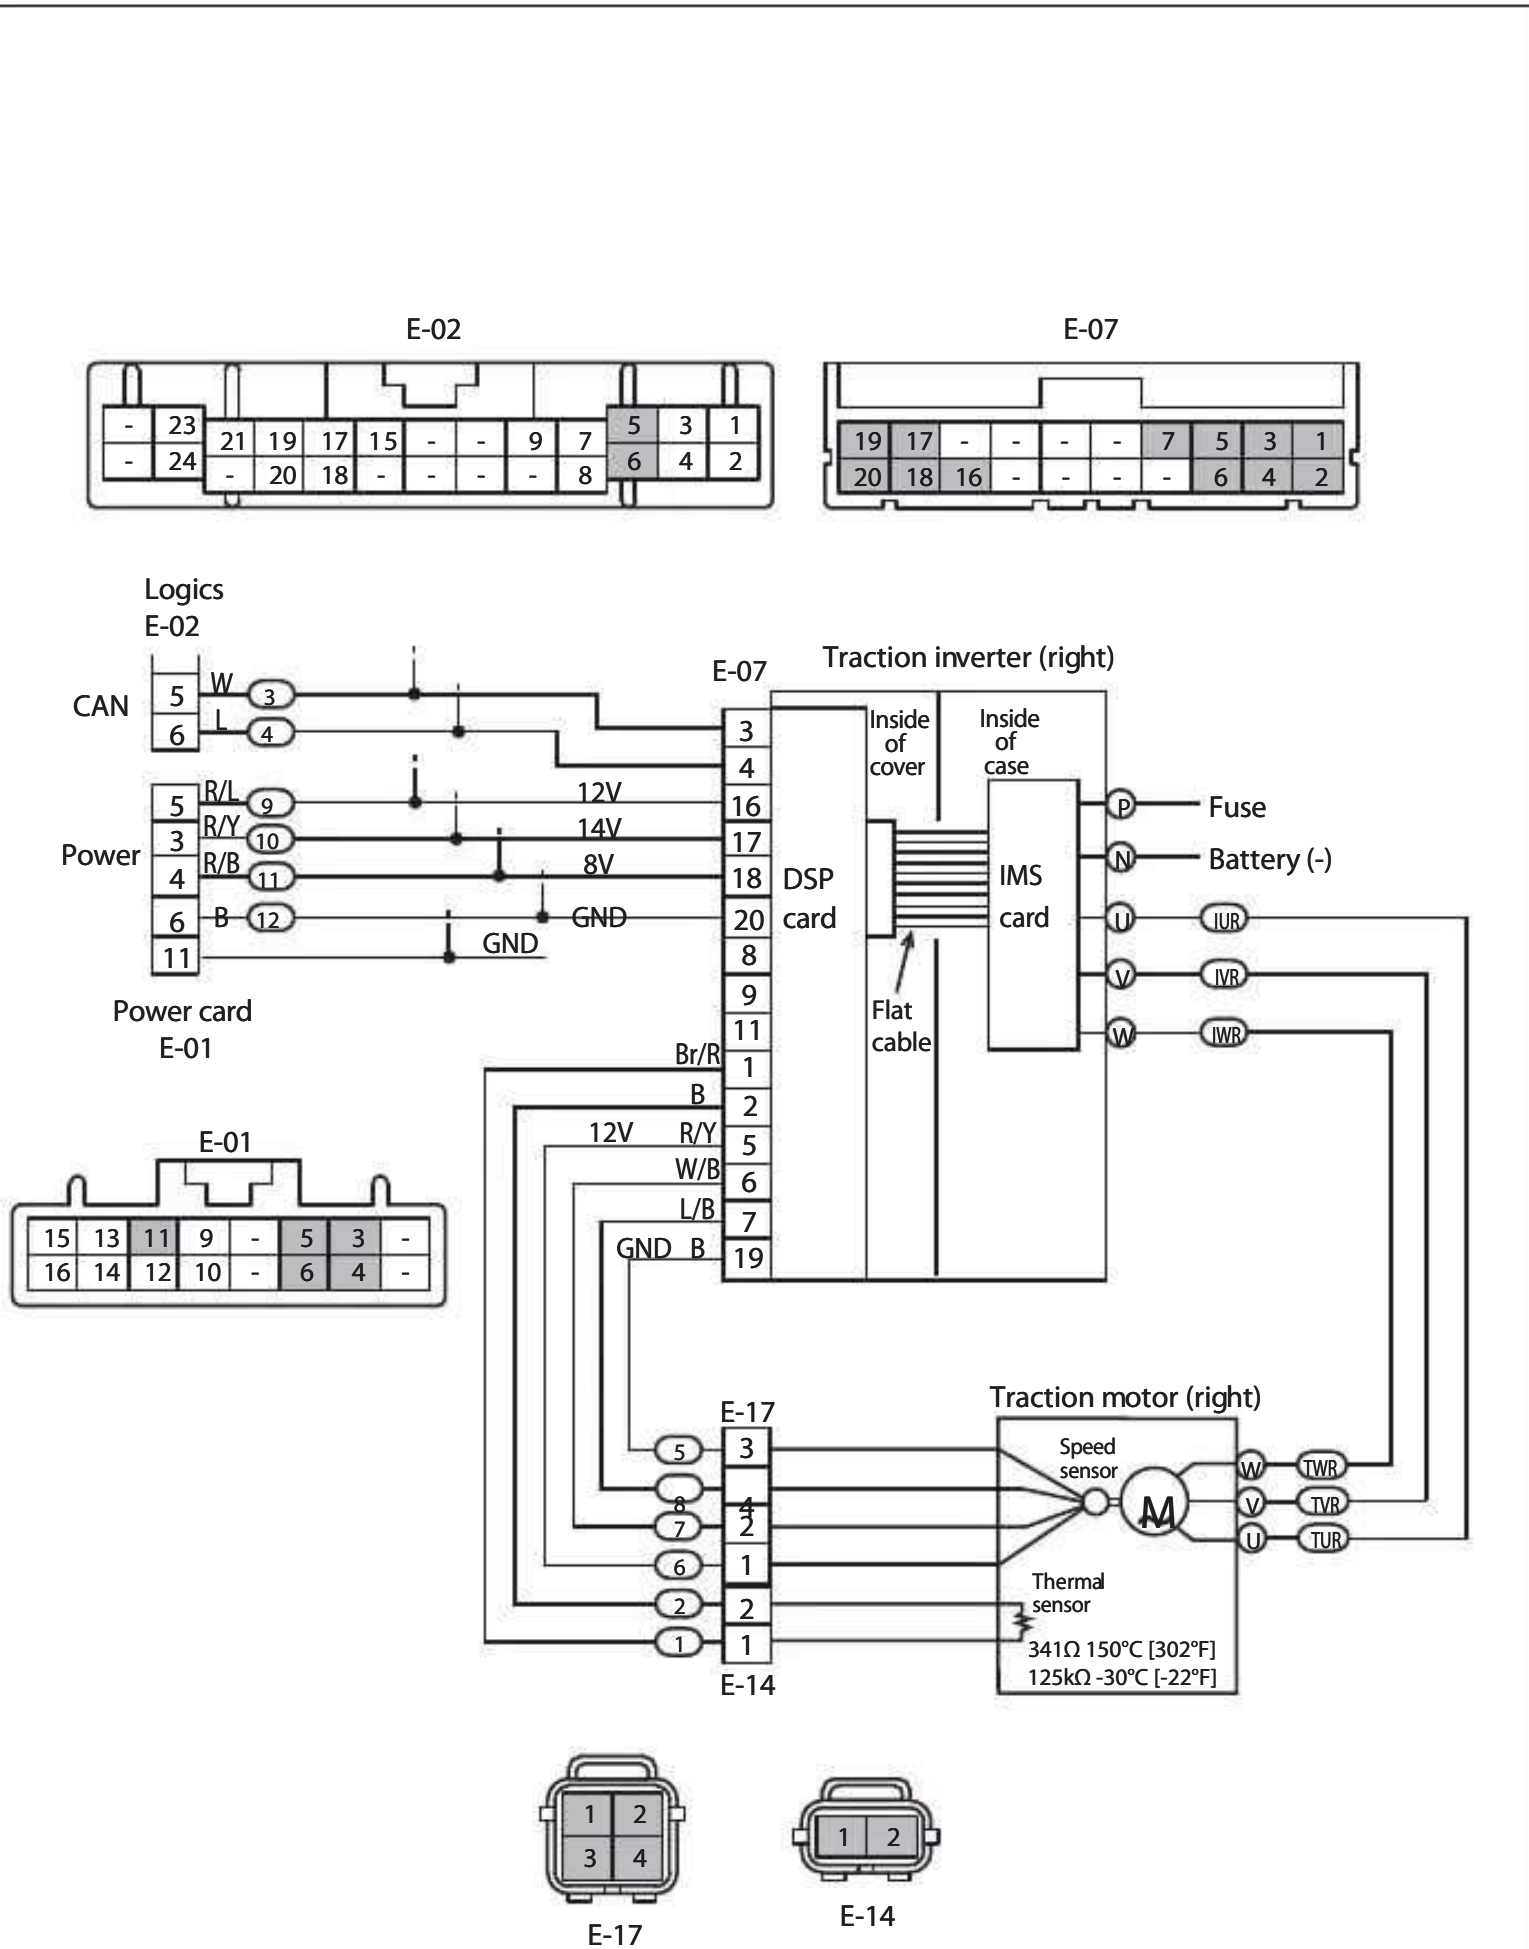 E-02
E-07
- 23 21 19 17 15 - - 9 7 5 3 1
- 24 - 20 18 - - - - 8 6 4 2
19 17 - - - - 7 5 3 1
20 18 16 - - - - 6 4 2
Logics
E-02
CAN
5 W 3
6 L 4
Power
5 R/L 9 12V
3 R/Y 10 14V
4 R/B 11 8V
6 B 12 GND
11 GND
Power card
E-01
E-07
3
4
16
17
18
20
8
9
11
Br/R 1
B 2
12V R/Y 5
W/B 6
L/B 7
GND B 19
Traction inverter (right)
Inside
of
cover
Inside
of
case
DSP
card
IMS
card
Flat
cable
P Fuse
N Battery (-)
U IUR
V IVR
W IWR
E-01
15 13 11 9 - 5 3 -
16 14 12 10 - 6 4 -
E-17
5 3
8 4
7 2
6 1
2 2
1 1
E-14
Traction motor (right)
Speed
sensor
M
W TWR
V TVR
U TUR
Thermal
sensor
341Ω 150°C [302°F]
125kΩ -30°C [-22°F]
1 2
3 4
E-17
1 2
E-14